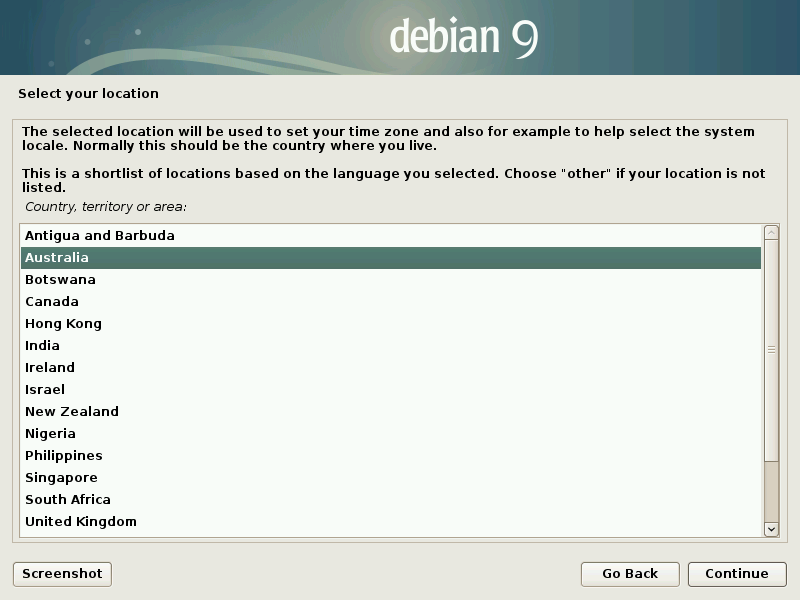 debian 9
Select your location
The selected location will be used to set your time zone and also for example to help select the system
locale. Normally this should be the country where you live.
This is a shortlist of locations based on the language you selected. Choose "other" if your location is not
listed.
Country, territory or area:
Antigua and Barbuda
Australia
Botswana
Canada
Hong Kong
India
Ireland
Israel
New Zealand
Nigeria
Philippines
Singapore
South Africa
United Kingdom
Screenshot
Go Back
Continue